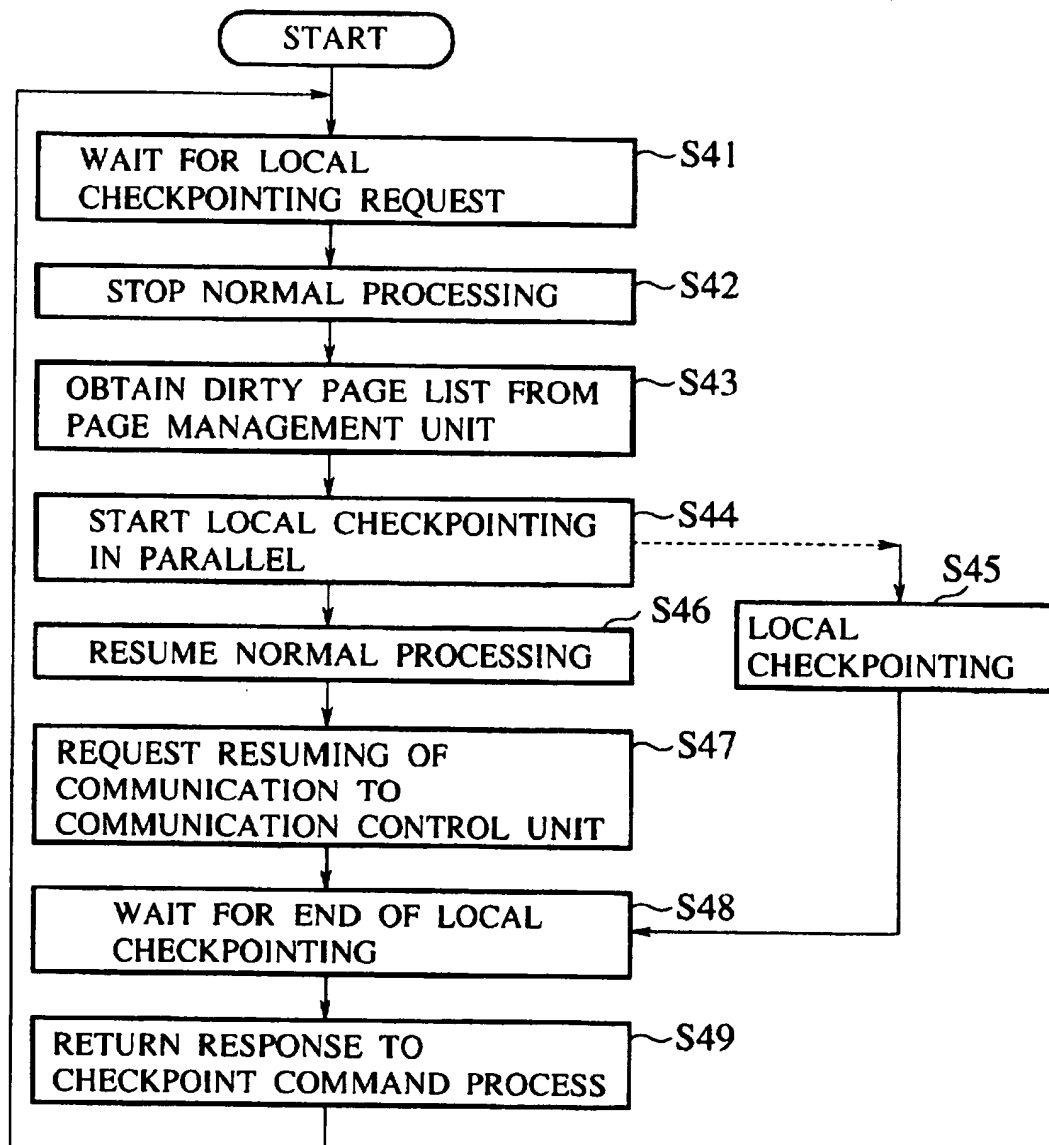 START
WAIT FOR LOCAL
CHECKPOINTING REQUEST
S41
STOP NORMAL PROCESSING
S42
OBTAIN DIRTY PAGE LIST FROM
PAGE MANAGEMENT UNIT
S43
START LOCAL CHECKPOINTING
IN PARALLEL
S44
S45
LOCAL
CHECKPOINTING
S46
RESUME NORMAL PROCESSING
REQUEST RESUMING OF
COMMUNICATION TO
COMMUNICATION CONTROL UNIT
S47
WAIT FOR END OF LOCAL
CHECKPOINTING
S48
RETURN RESPONSE TO
CHECKPOINT COMMAND PROCESS
S49